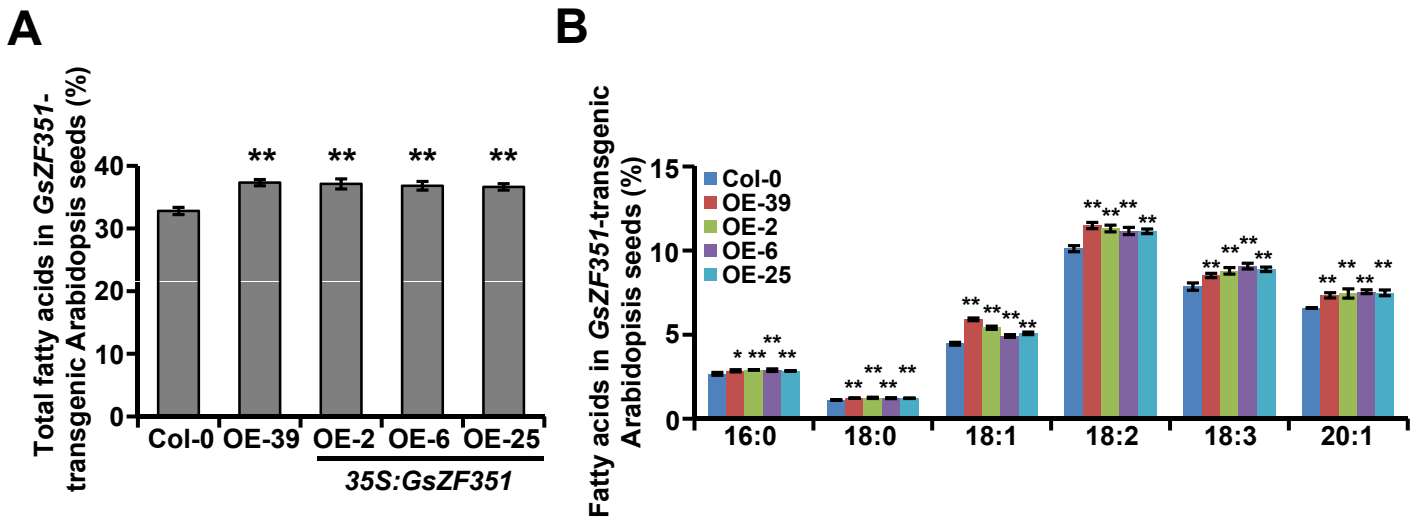 A
Total fatty acids in GsZF351-
transgenic Arabidopsis seeds (%)
40
30
20
10
0
** ** ** **
Col-0 OE-39 OE-2 OE-6 OE-25
35S:GsZF351
B
Fatty acids in GsZF351-transgenic
Arabidopisis seeds (%)
15
10
5
0
Col-0
OE-39
OE-2
OE-6
OE-25
* ** ** **
** ** ** **
** ** ** **
** ** ** **
** ** ** **
** ** ** **
16:0 18:0 18:1 18:2 18:3 20:1